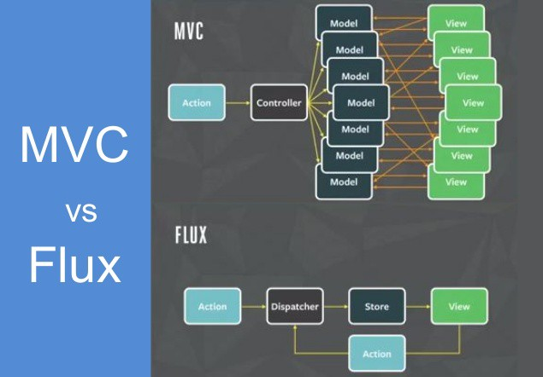 MVC
vs
Flux
MVC
Action
Controller
Model
Model
Model
Model
Model
Model
Model
View
View
View
View
View
View
View
FLUX
Action
Dispatcher
Store
View
Action